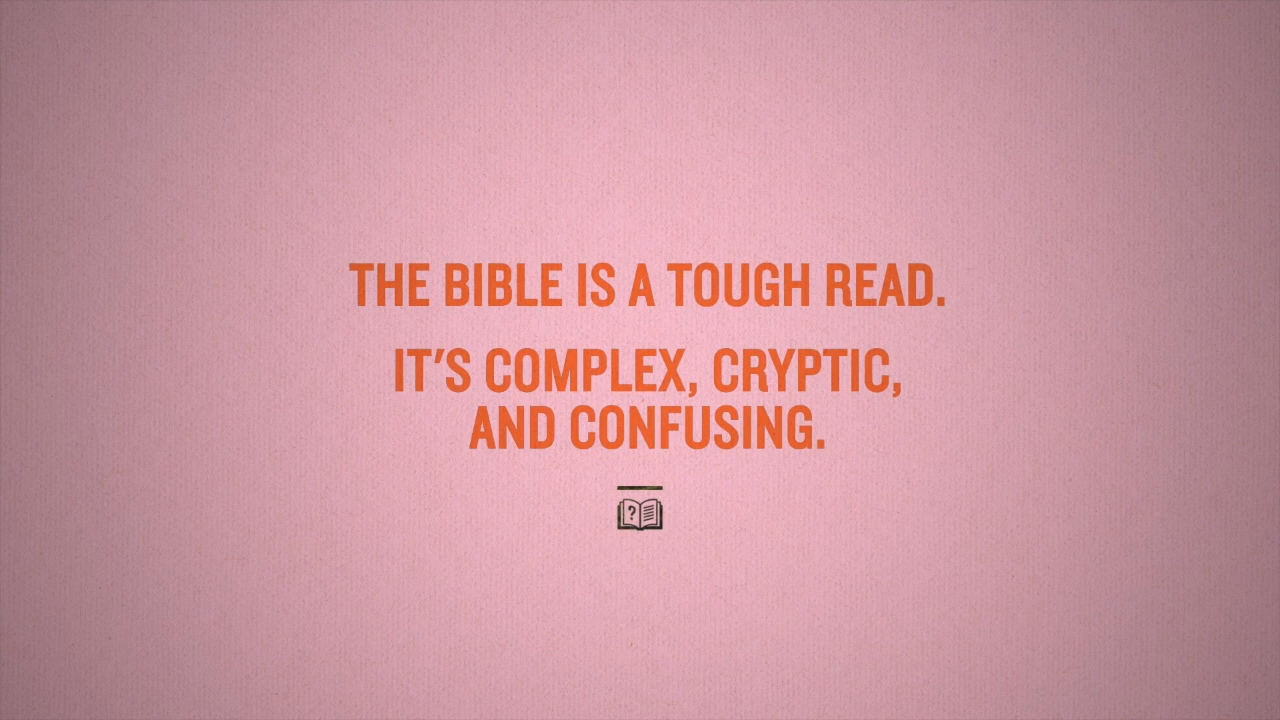 THE BIBLE IS A TOUGH READ.
IT'S COMPLEX, CRYPTIC,
AND CONFUSING.
?